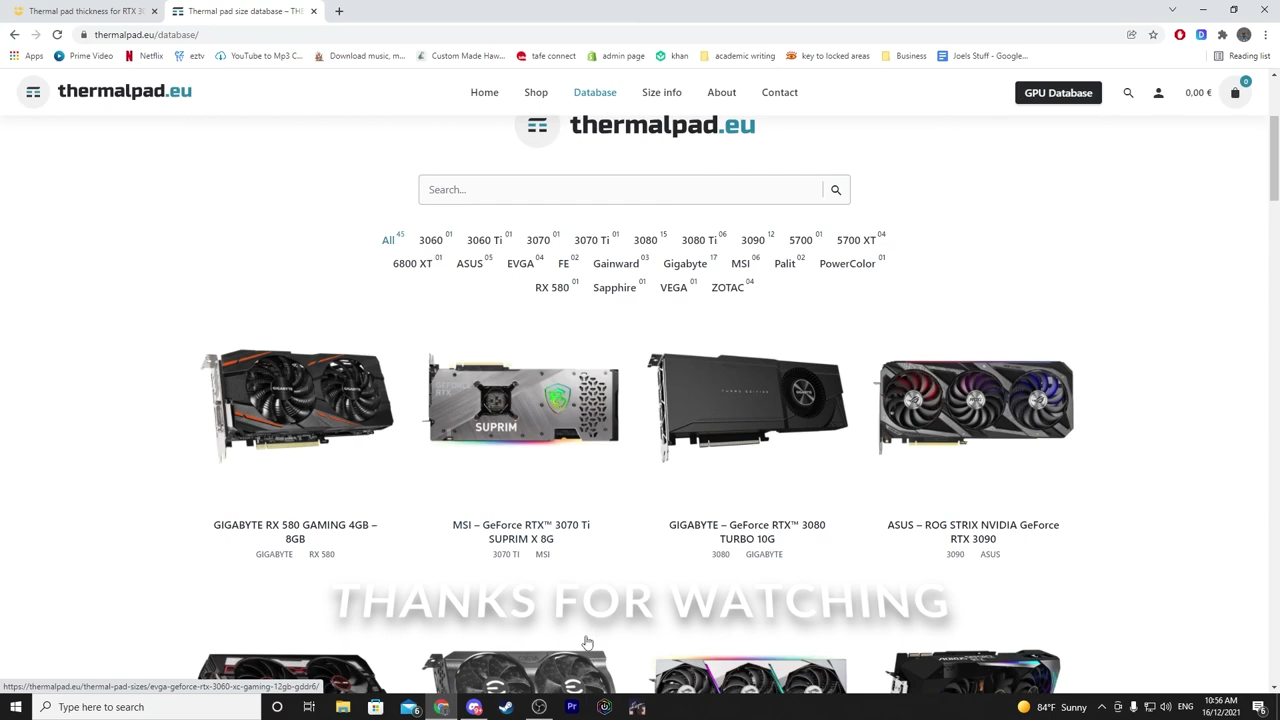 Thermal pad thickness for RTX 30
Thermal pad size database – THE
thermalpad.eu/database/
Apps
Prime Video
Netflix
eztv
YouTube to Mp3 C...
Download music, m...
Custom Made Haw...
tafe connect
admin page
khan
academic writing
key to locked areas
Business
Joels Stuff - Google...
Reading list
thermalpad.eu
Home
Shop
Database
Size info
About
Contact
GPU Database
0,00 €
0
thermalpad.eu
Search...
All 45
3060 01
3060 Ti 01
3070 01
3070 Ti 01
3080 15
3080 Ti 06
3090 12
5700 01
5700 XT 04
6800 XT 01
ASUS 05
EVGA 04
FE 02
Gainward 03
Gigabyte 17
MSI 06
Palit 02
PowerColor 01
RX 580 01
Sapphire 01
VEGA 01
ZOTAC 04
SUPRIM
GIGABYTE RX 580 GAMING 4GB –
8GB
GIGABYTE RX 580
MSI – GeForce RTX™ 3070 Ti
SUPRIM X 8G
3070 TI MSI
GIGABYTE – GeForce RTX™ 3080
TURBO 10G
3080 GIGABYTE
ASUS – ROG STRIX NVIDIA GeForce
RTX 3090
3090 ASUS
THANKS FOR WATCHING
https://thermalpad.eu/thermal-pad-sizes/evga-geforce-rtx-3060-xc-gaming-12gb-gddr6/
Type here to search
84°F Sunny
ENG
10:56 AM
16/12/2021